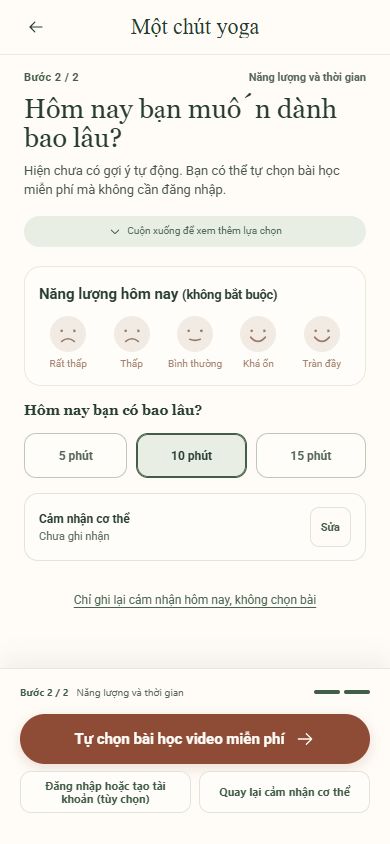 Một chút yoga
Bước 2 / 2
Năng lượng và thời gian
Hôm nay bạn muốn dành
bao lâu?
Hiện chưa có gợi ý tự động. Bạn có thể tự chọn bài học
miễn phí mà không cần đăng nhập.
Cuộn xuống để xem thêm lựa chọn
Năng lượng hôm nay (không bắt buộc)
Rất thấp
Thấp
Bình thường
Khá ổn
Tràn đầy
Hôm nay bạn có bao lâu?
5 phút
10 phút
15 phút
Cảm nhận cơ thể
Chưa ghi nhận
Sửa
Chỉ ghi lại cảm nhận hôm nay, không chọn bài
Bước 2 / 2 Năng lượng và thời gian
Tự chọn bài học video miễn phí
Đăng nhập hoặc tạo tài
khoản (tùy chọn)
Quay lại cảm nhận cơ thể